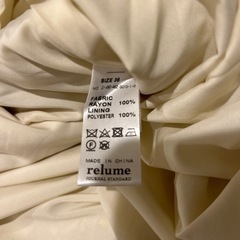 SIZE 36
FABRIC
RAYON 100%
LINING
POLYESTER 100%
MADE IN CHINA
relume
JOURNAL STANDARD